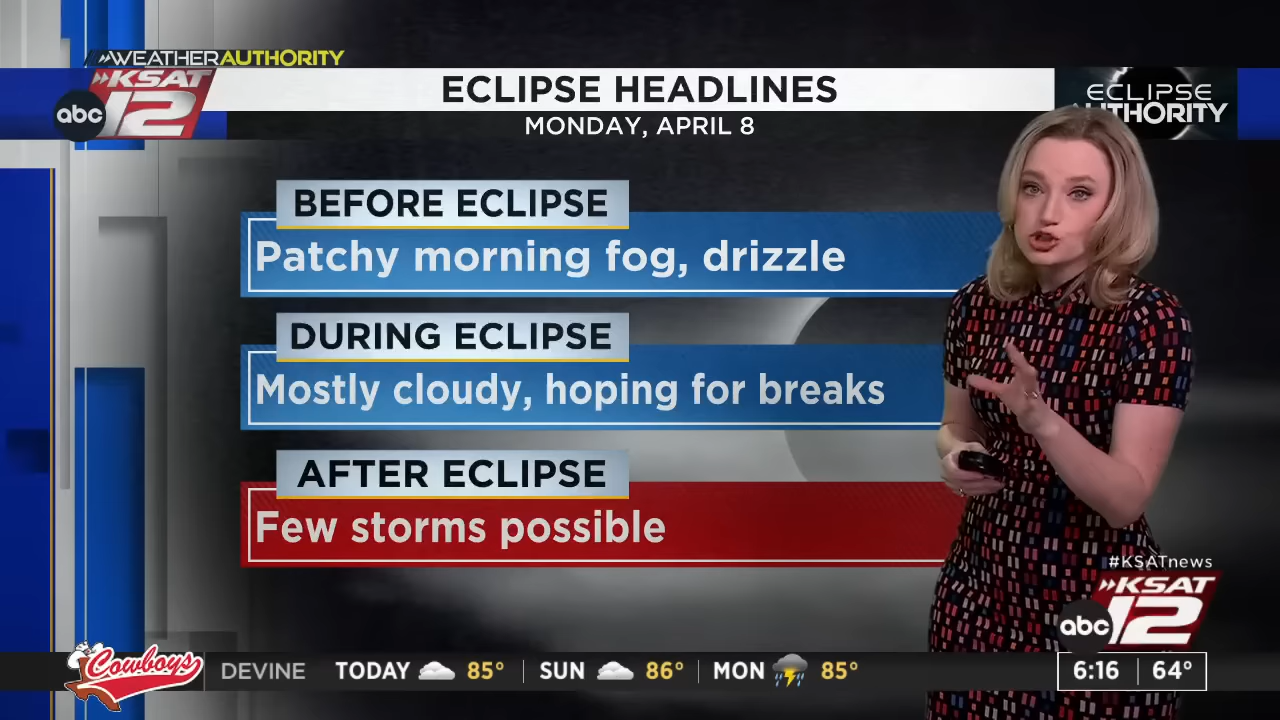 WEATHERAUTHORITY
KSAT
abc 12
ECLIPSE HEADLINES
MONDAY, APRIL 8
ECLIPSE
AUTHORITY
BEFORE ECLIPSE
Patchy morning fog, drizzle
DURING ECLIPSE
Mostly cloudy, hoping for breaks
AFTER ECLIPSE
Few storms possible
#KSATnews
KSAT
abc 12
Cowboys DEVINE TODAY 85° SUN 86° MON 85° 6:16 64°